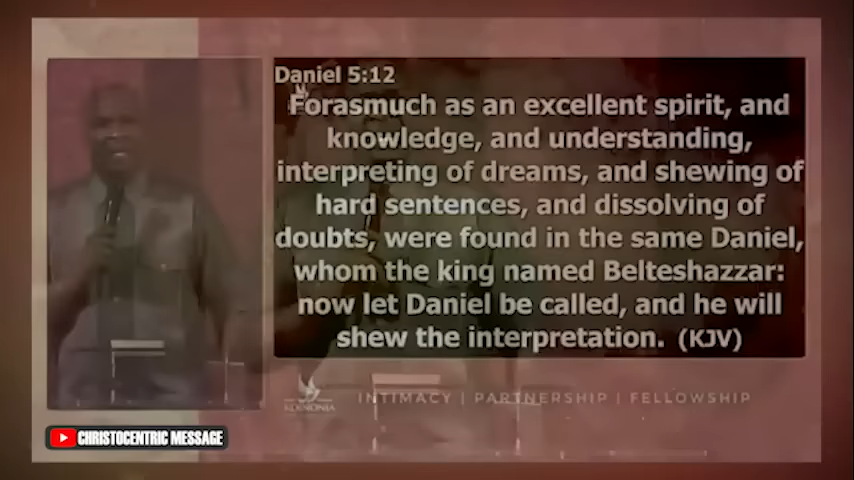 Daniel 5:12
Forasmuch as an excellent spirit, and
knowledge, and understanding,
interpreting of dreams, and shewing of
hard sentences, and dissolving of
doubts, were found in the same Daniel,
whom the king named Belteshazzar:
now let Daniel be called, and he will
shew the interpretation. (KJV)
KOINONIA
INTIMACY | PARTNERSHIP | FELLOWSHIP
CHRISTOCENTRIC MESSAGE